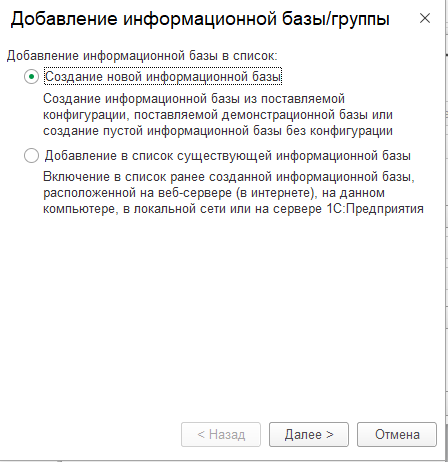 Добавление информационной базы/группы
Добавление информационной базы в список:
Создание новой информационной базы
Создание информационной базы из поставляемой
конфигурации, поставляемой демонстрационной базы или
создание пустой информационной базы без конфигурации
Добавление в список существующей информационной базы
Включение в список ранее созданной информационной базы,
расположенной на веб-сервере (в интернете), на данном
компьютере, в локальной сети или на сервере 1С:Предприятия
< Назад Далее > Отмена